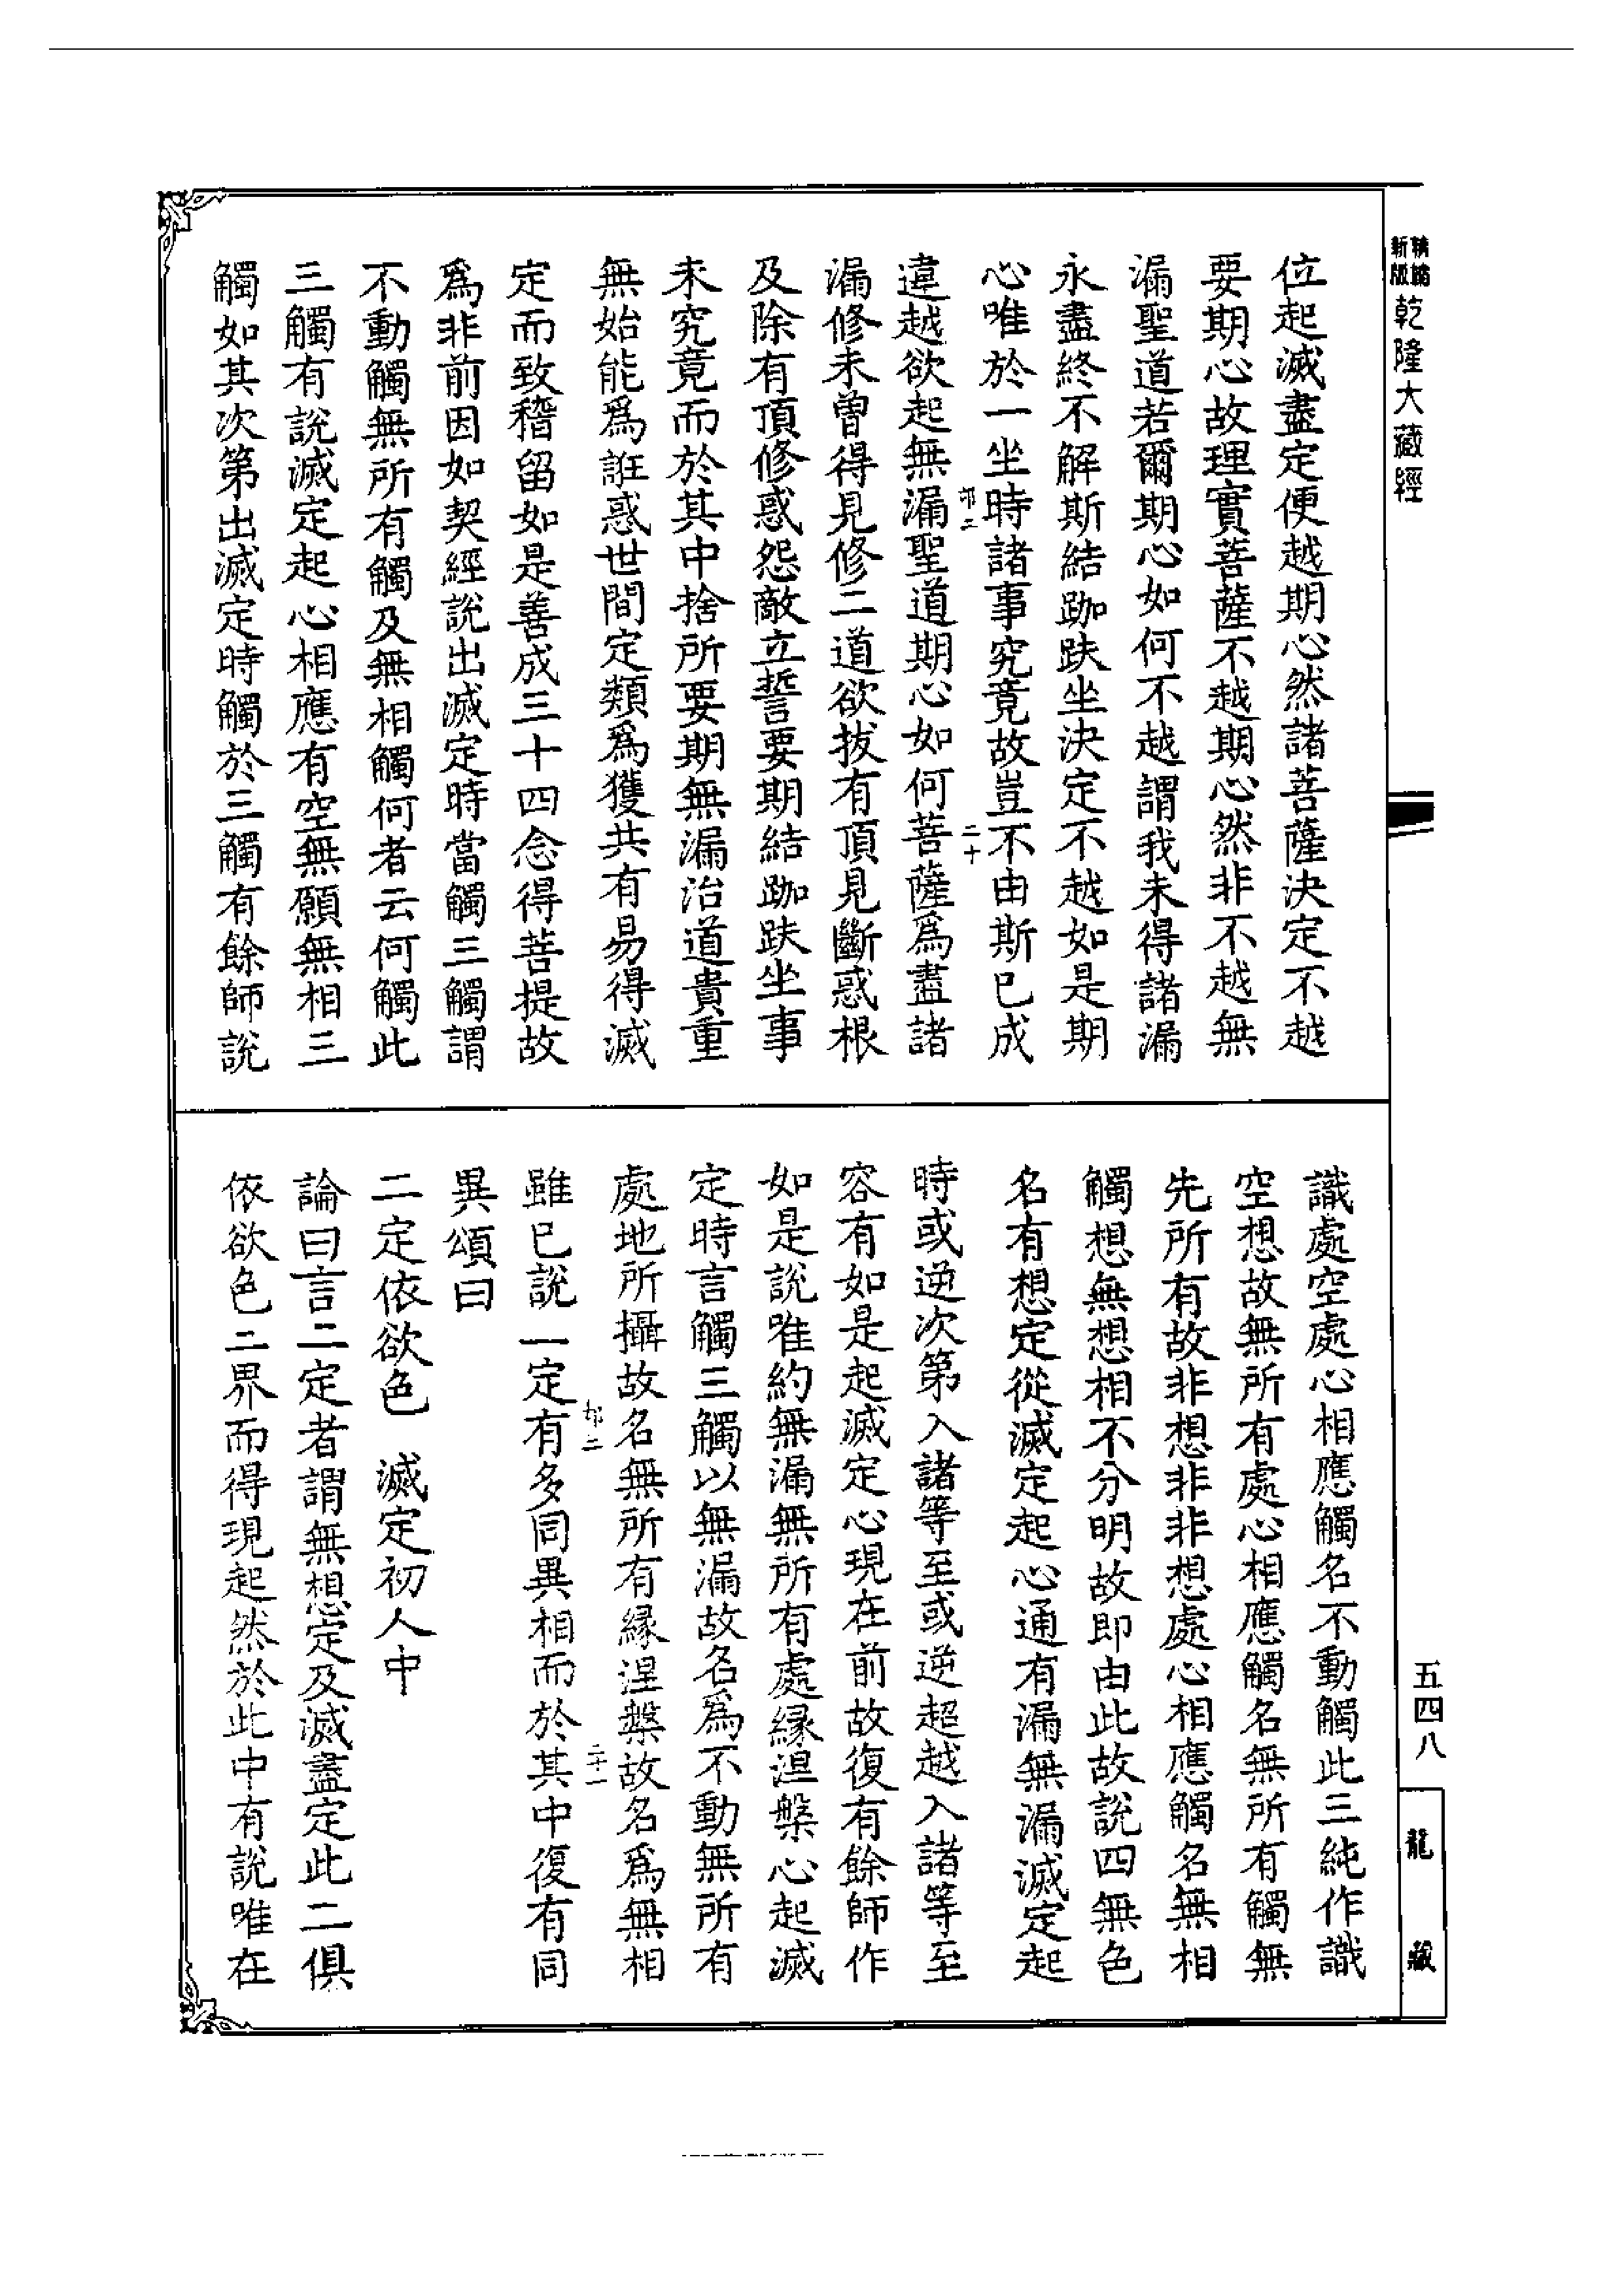 新編
縮版
乾隆大藏經
位起滅盡定便越期心然諸菩薩決定不越
要期心故理實菩薩不越期心然非不越無
漏聖道若爾期心如何不越謂我未得諸漏
永盡終不解斯結跏趺坐決定不越如是期
心唯於一坐時諸事究竟故豈不由斯已成
違越欲起無漏聖道期心如何菩薩爲盡諸
漏修未曾得見修二道欲拔有頂見斷惑根
及除有頂修惑怨敵立誓要期結跏趺坐事
未究竟而於其中捨所要期無漏治道貴重
無始能爲誑惑世間定類爲獲共有易得滅
定而致稽留如是善成三十四念得菩提故
爲非前因如契經說出滅定時當觸三觸謂
不動觸無所有觸及無相觸何者云何觸此
三觸有說滅定起心相應有空無願無相三
觸如其次第出滅定時觸於三觸有餘師說
識處空處心相應觸名不動觸此三純作識
空想故無所有處心相應觸名無所有觸無
先所有故非想非非想處心相應觸名無相
觸想無想相不分明故即由此故說四無色
名有想定從滅定起心通有漏無漏滅定起
時或逆次第入諸等至或逆超越入諸等至
容有如是起滅定心現在前故復有餘師作
如是說唯約無漏無所有處緣涅槃心起滅
定時言觸三觸以無漏故名爲不動無所有
處地所攝故名無所有緣涅槃故名爲無相
雖已說一定有多同異相而於其中復有同
異頌曰
二定依欲色　滅定初人中
論曰言二定者謂無想定及滅盡定此二俱
依欲色二界而得現起然於此中有說唯在
二十
二十一
五四八
龍藏